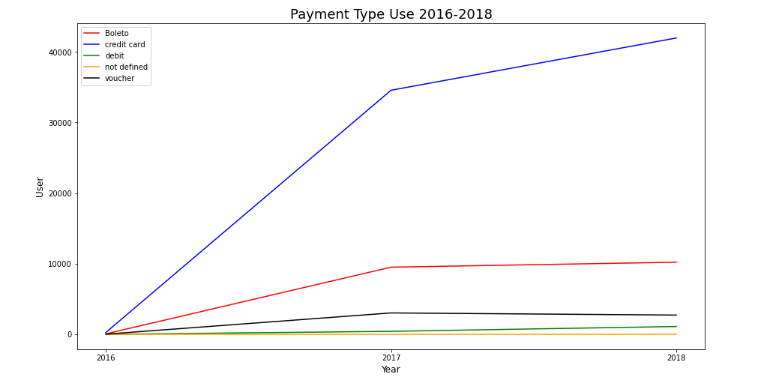 Payment Type Use 2016-2018
Boleto
credit card
debit
not defined
voucher
40000
30000
20000
10000
0
User
2016 2017 2018
Year